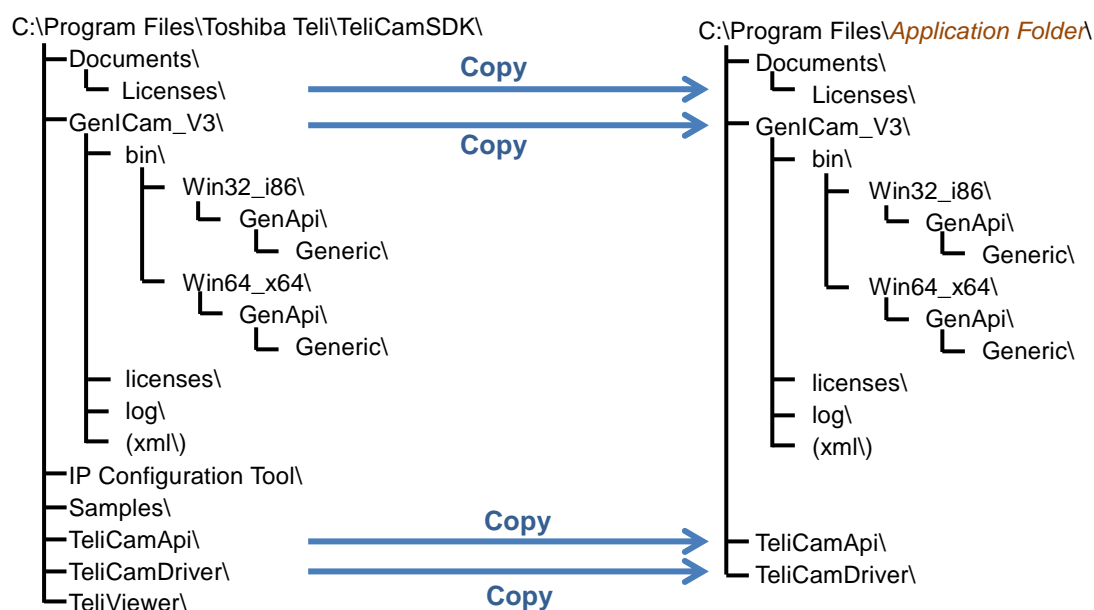 C:\Program Files\Toshiba Teli\TeliCamSDK\
Documents\
Licenses\
GenICam_V3\
bin\
Win32_i86\
GenApi\
Generic\
Win64_x64\
GenApi\
Generic\
licenses\
log\
(xml\)
IP Configuration Tool\
Samples\
TeliCamApi\
TeliCamDriver\
TeliViewer\
Copy
Copy
Copy
Copy
C:\Program Files\Application Folder\
Documents\
Licenses\
GenICam_V3\
bin\
Win32_i86\
GenApi\
Generic\
Win64_x64\
GenApi\
Generic\
licenses\
log\
(xml\)
TeliCamApi\
TeliCamDriver\